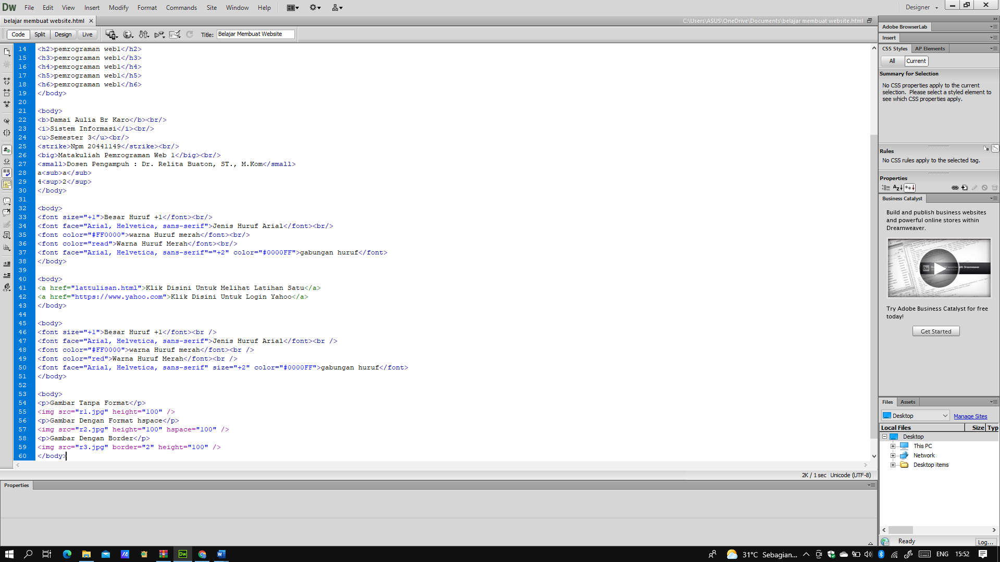 Dw File Edit View Insert Modify Format Commands Site Window Help Designer
belajar membuat website.html × C:\Users\ASUS\OneDrive\Documents\belajar membuat website.html
Code Split Design Live Title: Belajar Membuat Website
14 <h2>pemrograman web1</h2>
15 <h3>pemrograman web1</h3>
16 <h4>pemrograman web1</h4>
17 <h5>pemrograman web1</h5>
18 <h6>pemrograman web1</h6>
19 </body>
20
21 <body>
22 <b>Damai Aulia Br Karo</b><br/>
23 <i>Sistem Informasi</i><br/>
24 <u>Semester 3</u><br/>
25 <strike>Npm 20441149</strike><br/>
26 <big>Matakuliah Pemrograman Web 1</big><br/>
27 <small>Dosen Pengampuh : Dr. Relita Buaton, ST., M.Kom</small>
28 a<sub>a</sub>
29 4<sup>2</sup>
30 </body>
31
32 <body>
33 <font size="+1">Besar Huruf +1</font><br/>
34 <font face="Arial, Helvetica, sans-serif">Jenis Huruf Arial</font><br/>
35 <font color="#FF0000">warna Huruf merah</font><br/>
36 <font color="read">Warna Huruf Merah</font><br/>
37 <font face="Arial, Helvetica, sans-serif"="+2" color="#0000FF">gabungan huruf</font>
38 </body>
39
40 <body>
41 <a href="lattulisan.html">Klik Disini Untuk Melihat Latihan Satu</a>
42 <a href="https://www.yahoo.com">Klik Disini Untuk Login Yahoo</a>
43 </body>
44
45 <body>
46 <font size="+1">Besar Huruf +1</font><br />
47 <font face="Arial, Helvetica, sans-serif">Jenis Huruf Arial</font><br />
48 <font color="#FF0000">warna Huruf merah</font><br />
49 <font color="red">Warna Huruf Merah</font><br />
50 <font face="Arial, Helvetica, sans-serif" size="+2" color="#0000FF">gabungan huruf</font>
51 </body>
52
53 <body>
54 <p>Gambar Tanpa Format</p>
55 <img src="r1.jpg" height="100" />
56 <p>Gambar Dengan Format hspace</p>
57 <img src="r2.jpg" height="100" hspace="100" />
58 <p>Gambar Dengan Border</p>
59 <img src="r3.jpg" border="2" height="100" />
60 </body>
2K / 1 sec Unicode (UTF-8)
Properties
Adobe BrowserLab
Insert
CSS Styles AP Elements
All Current
Summary for Selection
No CSS properties apply to the current
selection. Please select a styled element to
see which CSS properties apply.
Rules
No CSS rules apply to the selected tag.
Properties
Business Catalyst
Build and publish business websites
and powerful online stores within
Dreamweaver.
Try Adobe Business Catalyst for free
today!
Get Started
Files Assets
Desktop Manage Sites
Local Files Size Typ
Desktop
This PC
Network
Desktop items
Ready Log...
Dw 31°C Sebagian... ENG 15:52